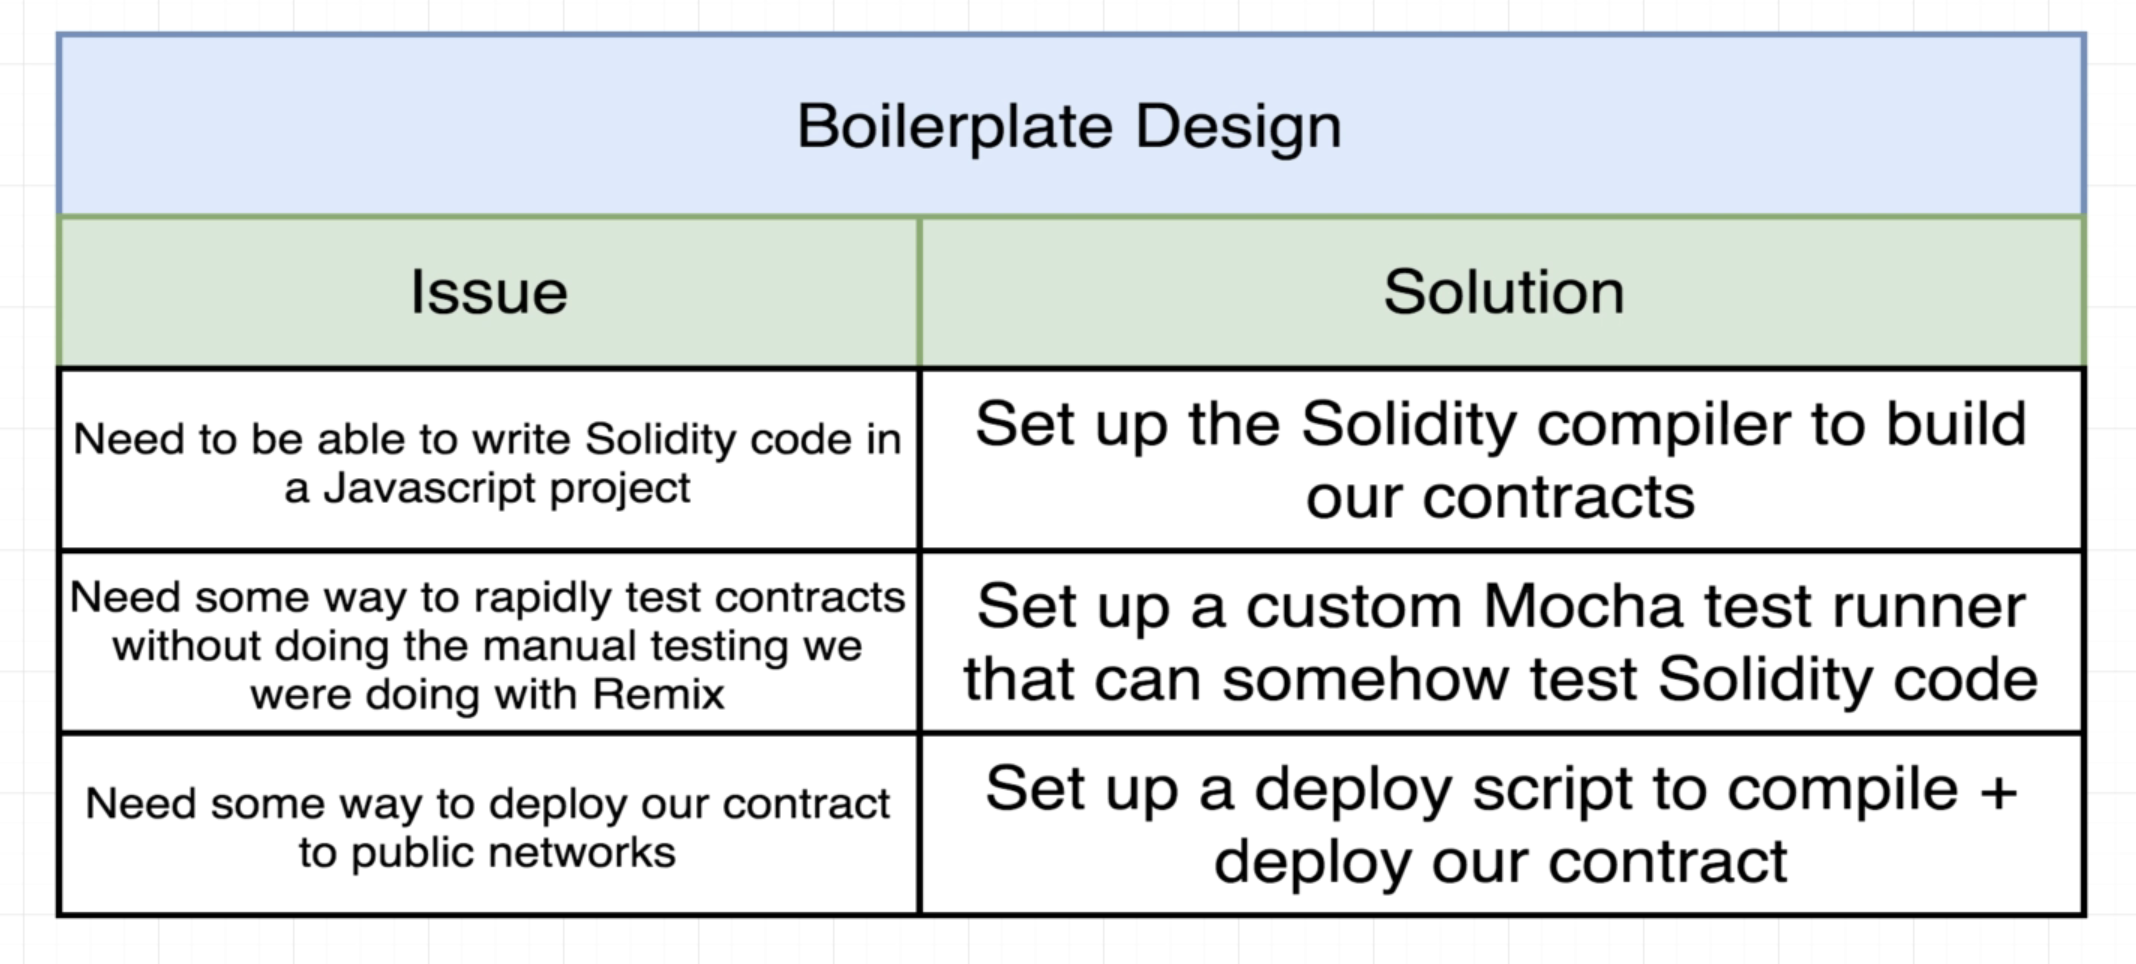 Boilerplate Design
Issue
Solution
Need to be able to write Solidity code in
a Javascript project
Set up the Solidity compiler to build
our contracts
Need some way to rapidly test contracts
without doing the manual testing we
were doing with Remix
Set up a custom Mocha test runner
that can somehow test Solidity code
Need some way to deploy our contract
to public networks
Set up a deploy script to compile +
deploy our contract